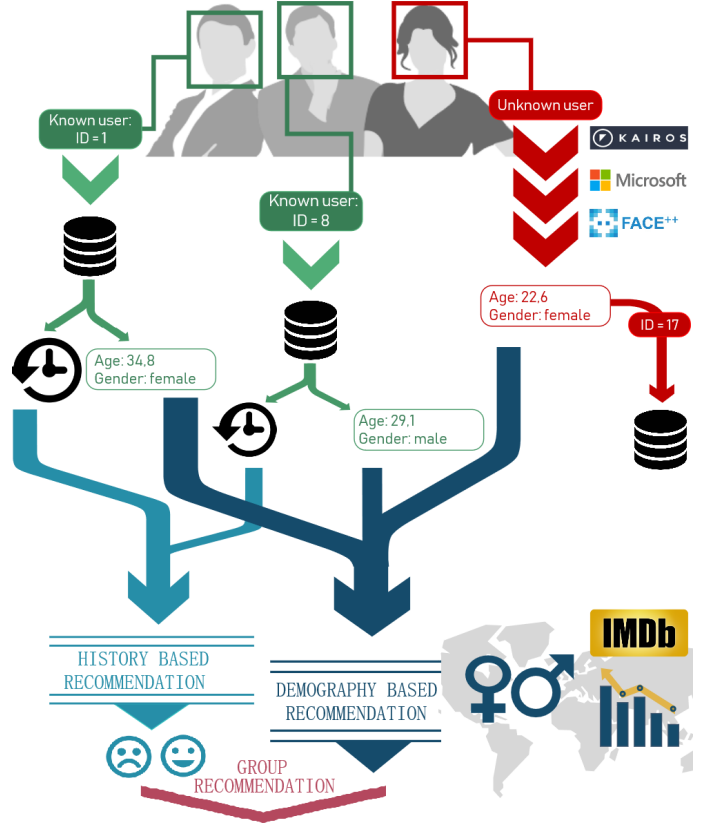 Unknown user
Known user:
ID = 1
KAIROS
Microsoft
Known user:
ID = 8
FACE++
Age: 22,6
Gender: female
ID = 17
Age: 34,8
Gender: female
Age: 29,1
Gender: male
IMDb
HISTORY BASED
RECOMMENDATION
DEMOGRAPHY BASED
RECOMMENDATION
GROUP
RECOMMENDATION